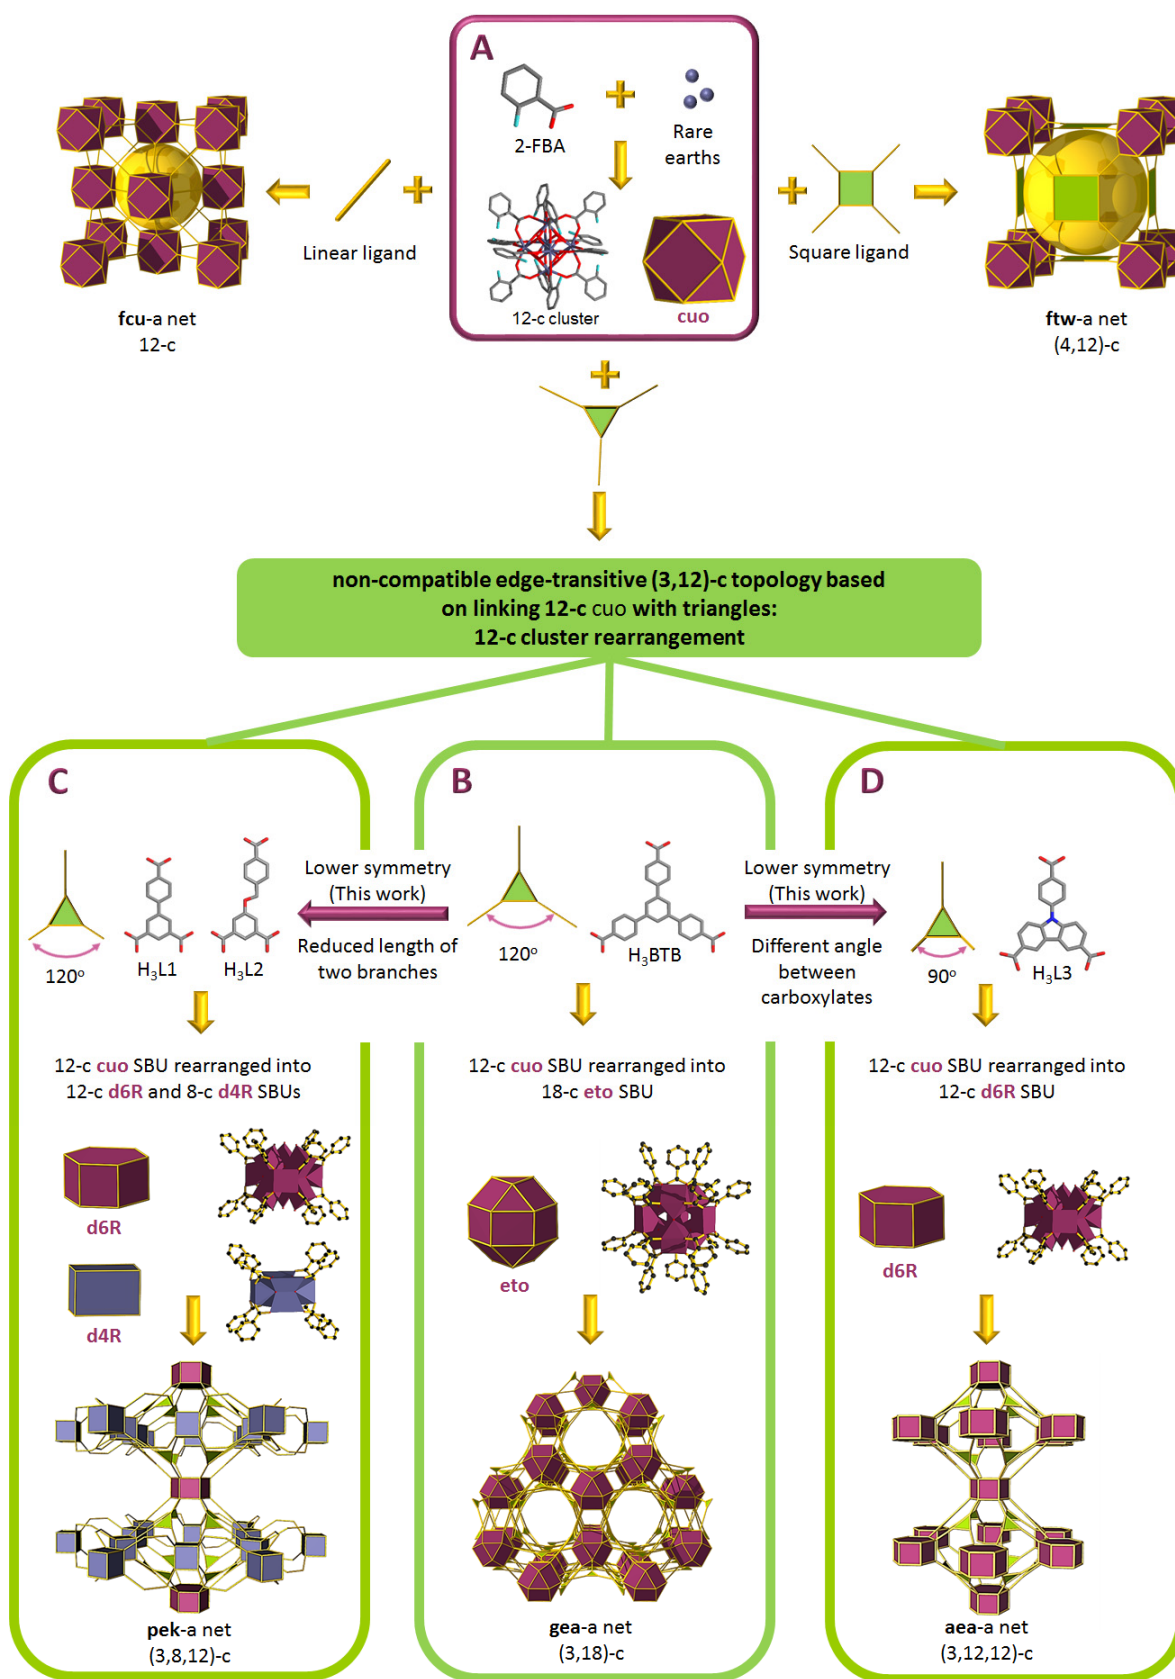 A
2-FBA
Rare
earths
12-c cluster
cuo
Linear ligand
Square ligand
fcu-a net
12-c
ftw-a net
(4,12)-c
non-compatible edge-transitive (3,12)-c topology based
on linking 12-c cuo with triangles:
12-c cluster rearrangement
C
120°
H₃L1
H₃L2
Lower symmetry
(This work)
Reduced length of
two branches
12-c cuo SBU rearranged into
12-c d6R and 8-c d4R SBUs
d6R
d4R
pek-a net
(3,8,12)-c
B
120°
H₃BTB
12-c cuo SBU rearranged into
18-c eto SBU
eto
gea-a net
(3,18)-c
Lower symmetry
(This work)
Different angle
between
carboxylates
D
90°
N
H₃L3
12-c cuo SBU rearranged into
12-c d6R SBU
d6R
aea-a net
(3,12,12)-c